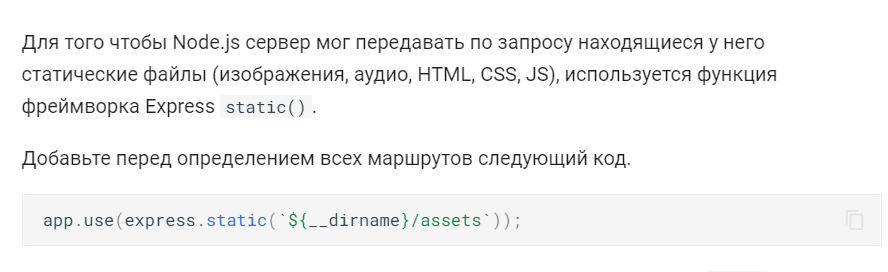 Для того чтобы Node.js сервер мог передавать по запросу находящиеся у него
статические файлы (изображения, аудио, HTML, CSS, JS), используется функция
фреймворка Express static().
Добавьте перед определением всех маршрутов следующий код.
app.use(express.static(`${__dirname}/assets`));